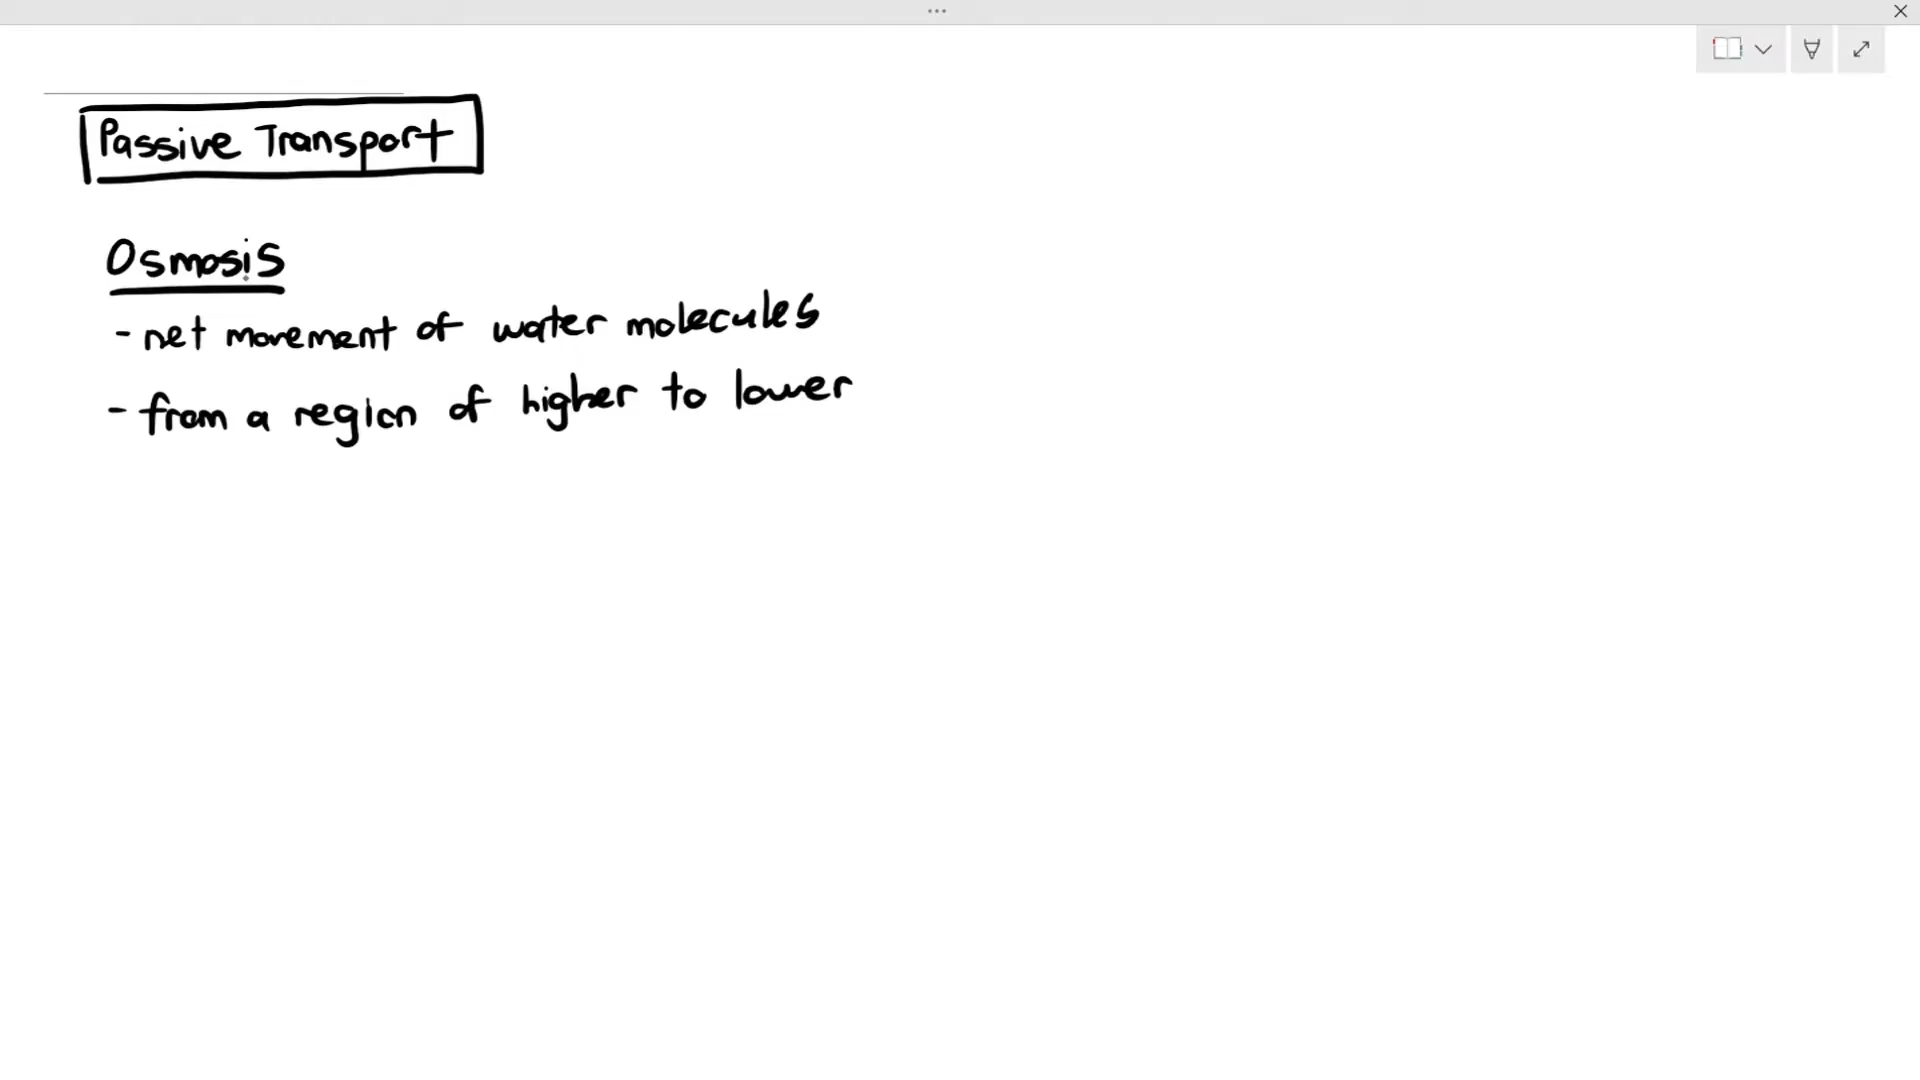 Passive Transport
Osmosis
- net movement of water molecules
- from a region of higher to lower